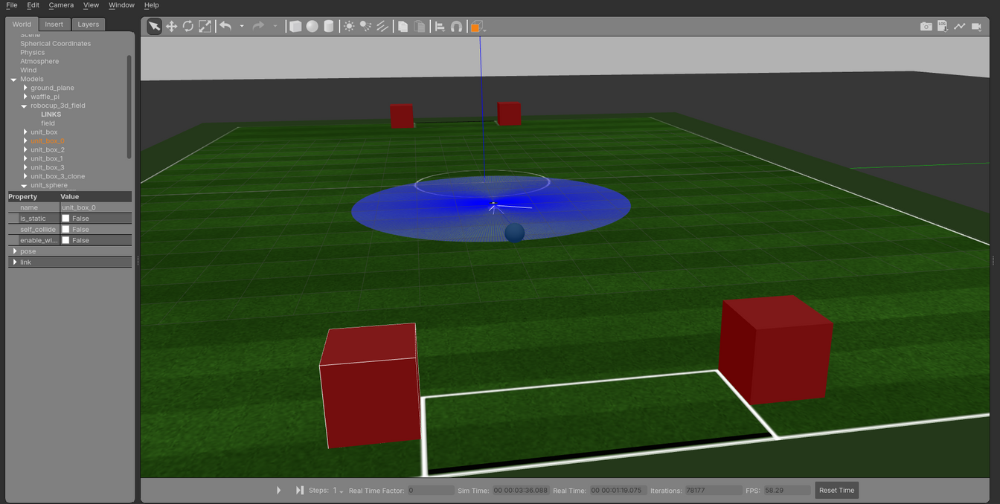 File Edit Camera View Window Help
World Insert Layers
Scene
Spherical Coordinates
Physics
Atmosphere
Wind
Models
ground_plane
waffle_pi
robocup_3d_field
LINKS
field
unit_box
unit_box_0
unit_box_2
unit_box_1
unit_box_3
unit_box_3_clone
unit_sphere
Property Value
name unit_box_0
is_static False
self_collide False
enable_wi... False
pose
link
LOG
Steps: 1 Real Time Factor: 0 Sim Time: 00 00:03:36.088 Real Time: 00 00:01:19.075 Iterations: 78177 FPS: 58.29 Reset Time